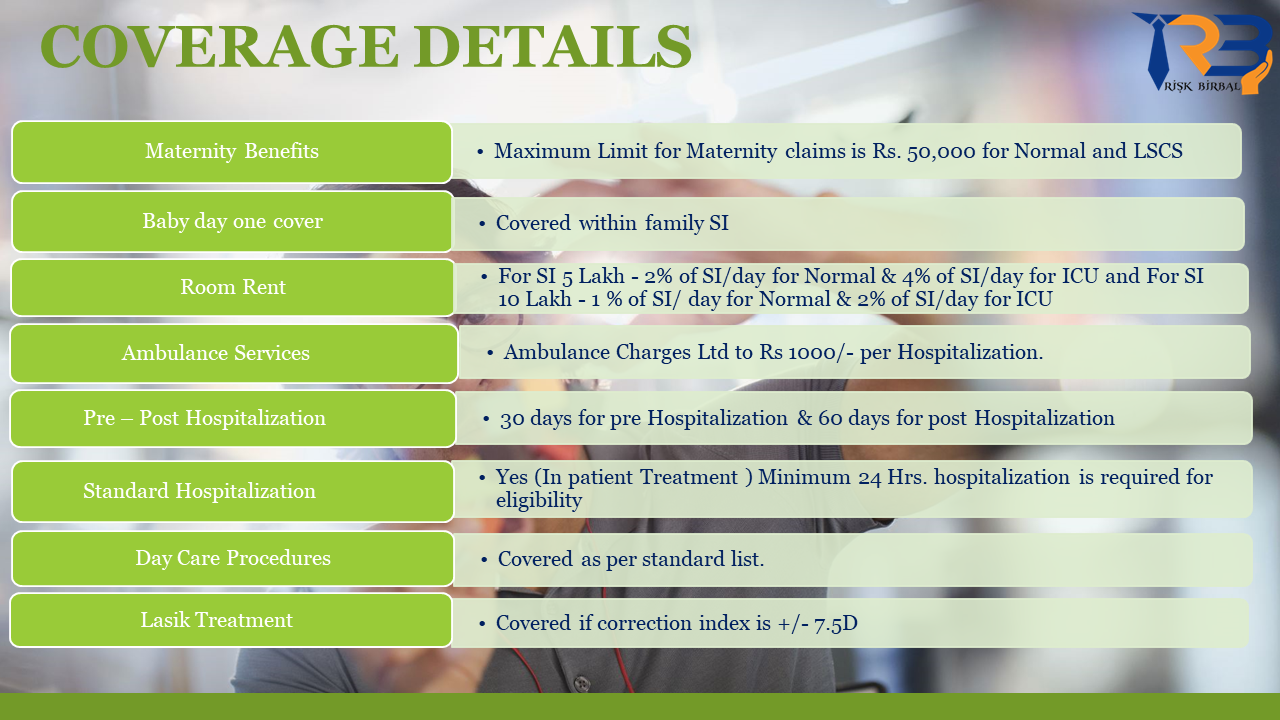 COVERAGE DETAILS
RİŞK BİRBAL
Maternity Benefits
• Maximum Limit for Maternity claims is Rs. 50,000 for Normal and LSCS
Baby day one cover
• Covered within family SI
Room Rent
• For SI 5 Lakh - 2% of SI/day for Normal & 4% of SI/day for ICU and For SI
10 Lakh - 1 % of SI/ day for Normal & 2% of SI/day for ICU
Ambulance Services
• Ambulance Charges Ltd to Rs 1000/- per Hospitalization.
Pre – Post Hospitalization
• 30 days for pre Hospitalization & 60 days for post Hospitalization
Standard Hospitalization
• Yes (In patient Treatment ) Minimum 24 Hrs. hospitalization is required for
eligibility
Day Care Procedures
• Covered as per standard list.
Lasik Treatment
• Covered if correction index is +/- 7.5D